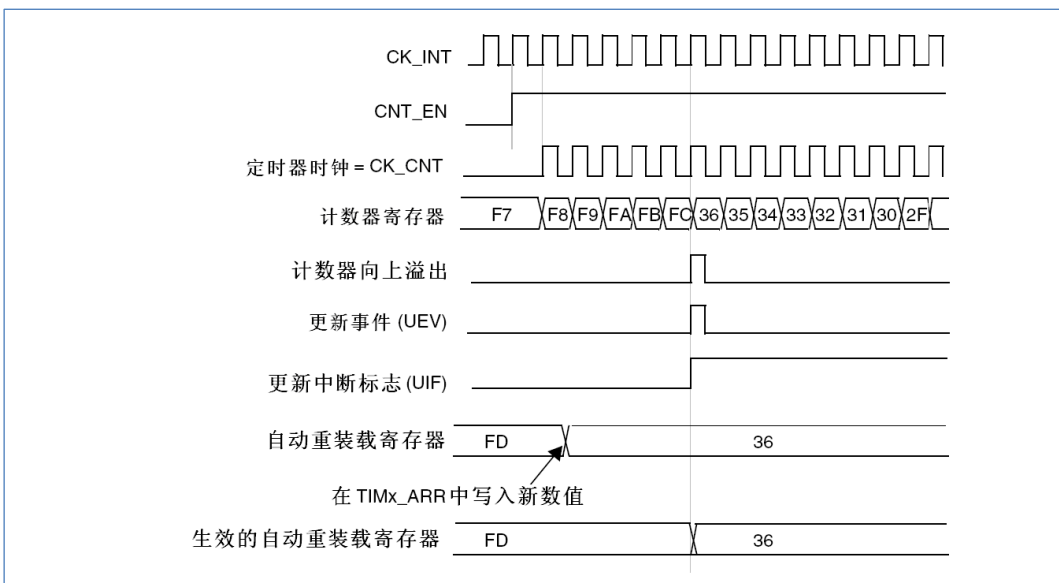 CK_INT
CNT_EN
定时器时钟 = CK_CNT
计数器寄存器 F7 F8 F9 FA FB FC 36 35 34 33 32 31 30 2F
计数器向上溢出
更新事件 (UEV)
更新中断标志 (UIF)
自动重装载寄存器 FD 36
在 TIMx_ARR 中写入新数值
生效的自动重装载寄存器 FD 36